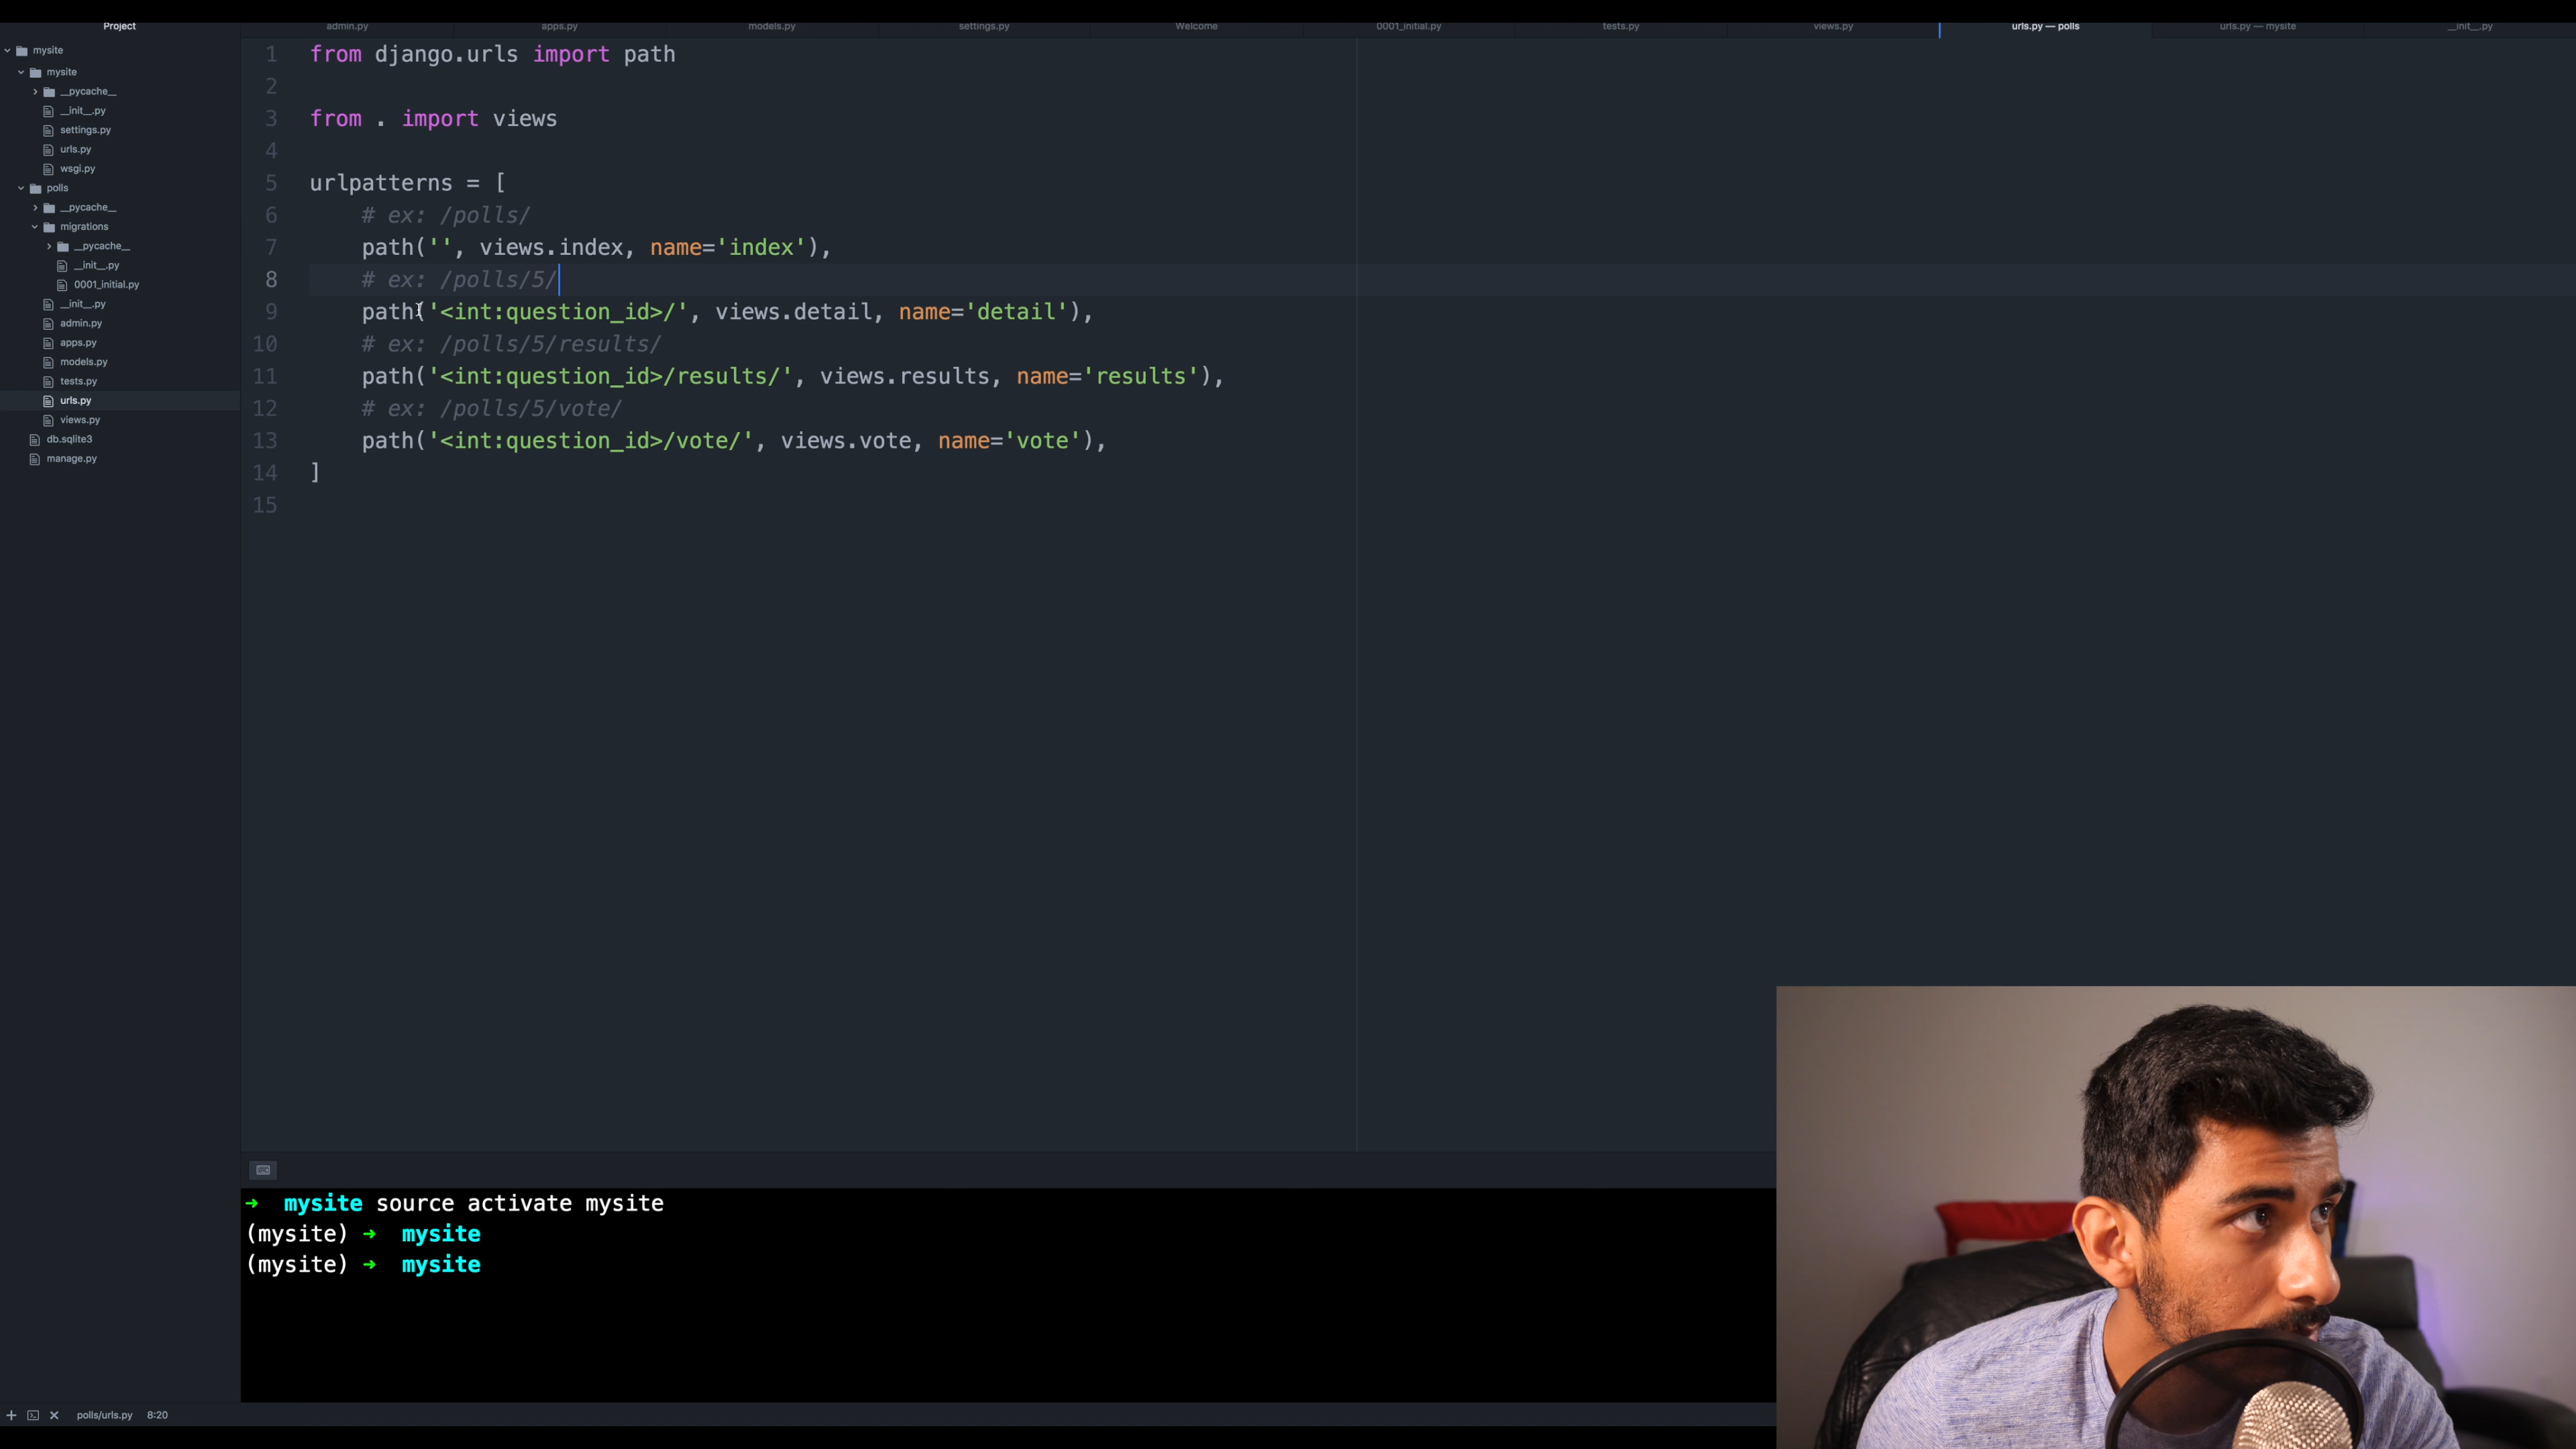 Project
admin.py apps.py models.py settings.py Welcome 0001_initial.py tests.py views.py urls.py — polls urls.py — mysite __init__.py
mysite
mysite
__pycache__
__init__.py
settings.py
urls.py
wsgi.py
polls
__pycache__
migrations
__pycache__
__init__.py
0001_initial.py
__init__.py
admin.py
apps.py
models.py
tests.py
urls.py
views.py
db.sqlite3
manage.py
1 from django.urls import path
2
3 from . import views
4
5 urlpatterns = [
6 # ex: /polls/
7 path('', views.index, name='index'),
8 # ex: /polls/5/
9 path('<int:question_id>/', views.detail, name='detail'),
10 # ex: /polls/5/results/
11 path('<int:question_id>/results/', views.results, name='results'),
12 # ex: /polls/5/vote/
13 path('<int:question_id>/vote/', views.vote, name='vote'),
14 ]
15
➜ mysite source activate mysite
(mysite) ➜ mysite
(mysite) ➜ mysite
polls/urls.py 8:20